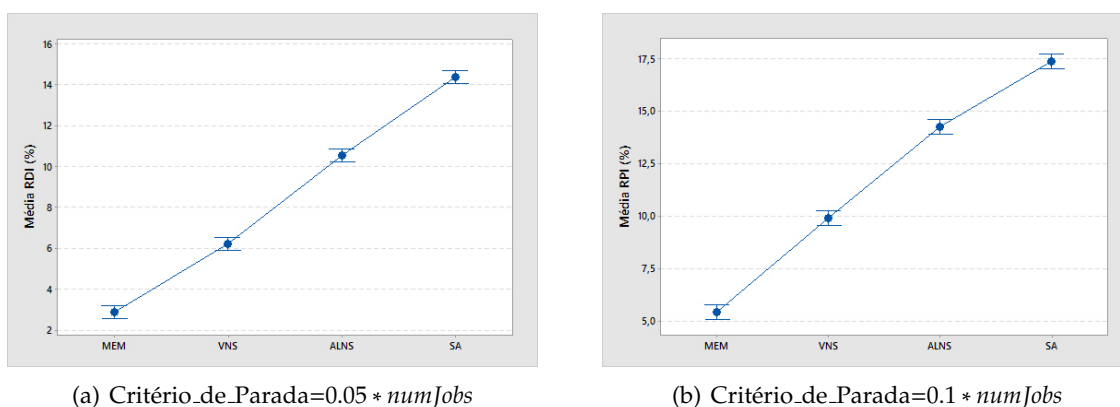 16
14
12
10
8
6
4
2
Média RDI (%)
MEM VNS ALNS SA
(a) Critério_de_Parada=0.05 * numJobs
17,5
15,0
12,5
10,0
7,5
5,0
Média RPI (%)
MEM VNS ALNS SA
(b) Critério_de_Parada=0.1 * numJobs